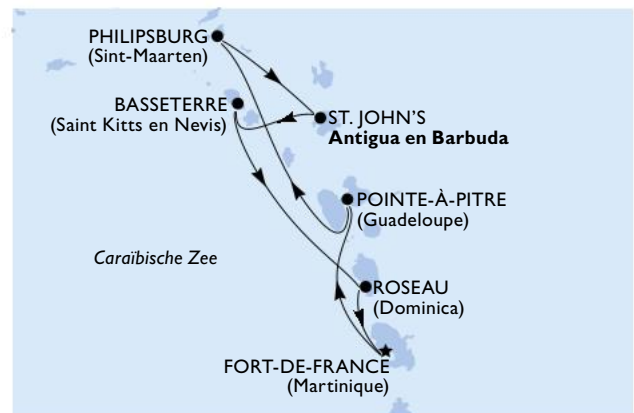 PHILIPSBURG
(Sint-Maarten)
BASSETERRE
(Saint Kitts en Nevis)
ST. JOHN'S
Antigua en Barbuda
POINTE-À-PITRE
(Guadeloupe)
Caraïbische Zee
ROSEAU
(Dominica)
FORT-DE-FRANCE
(Martinique)